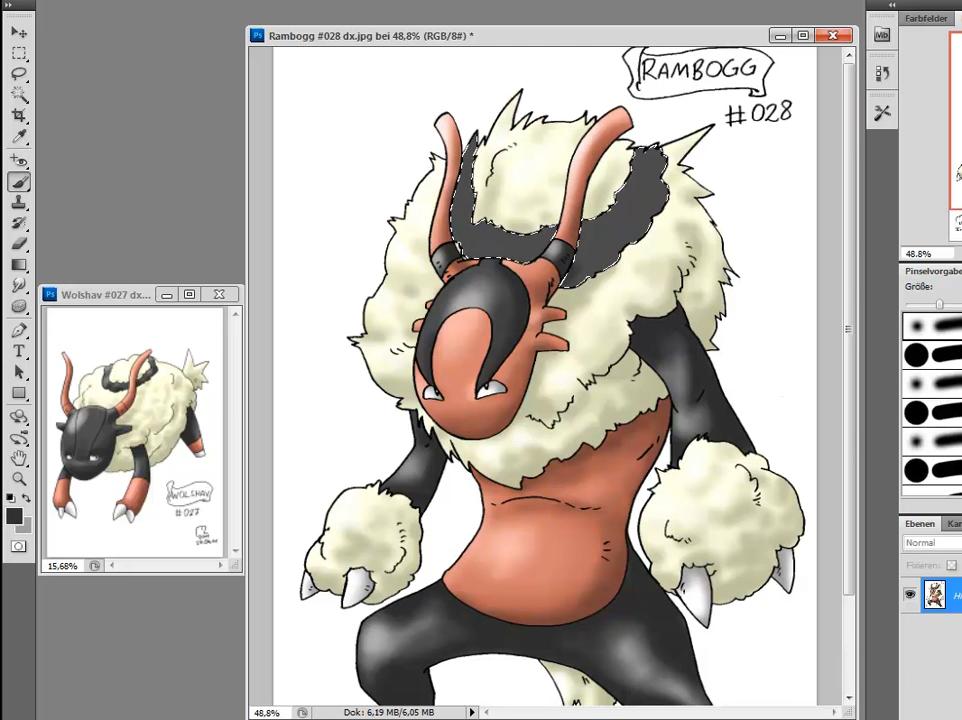 Farbfelder
Rambogg #028 dx.jpg bei 48,8% (RGB/8#) *
RAMBOGG
#028
48.8%
Pinselvorgabe
Größe:
Wolshav #027 dx...
WOLSHAV
#027
Ebenen
Normal
Fixieren:
15,68%
48,8%
Dok: 6,19 MB/6,05 MB